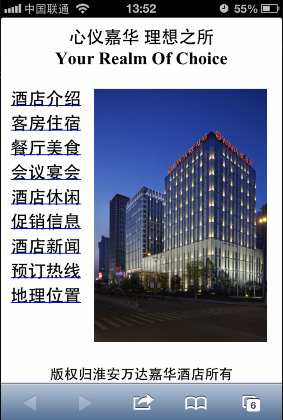 中国联通 13:52 55%
心仪嘉华 理想之所
Your Realm Of Choice
酒店介绍
客房住宿
餐厅美食
会议宴会
酒店休闲
促销信息
酒店新闻
预订热线
地理位置
版权归淮安万达嘉华酒店所有
6